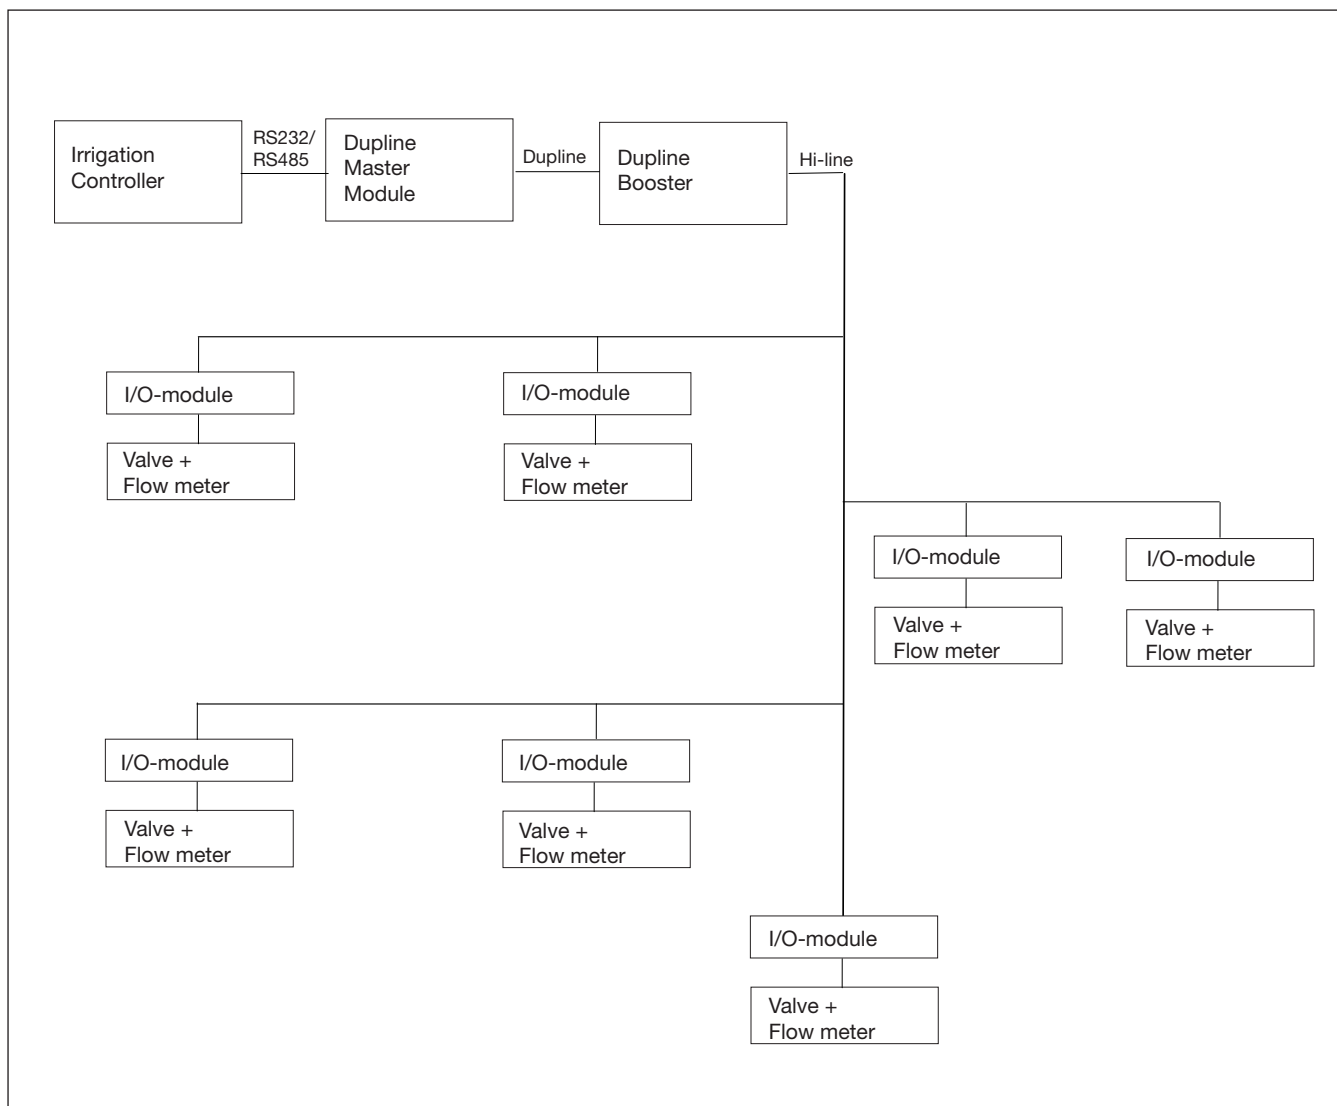 Irrigation
Controller
RS232/
RS485
Dupline
Master
Module
Dupline
Dupline
Booster
Hi-line
I/O-module
Valve +
Flow meter
I/O-module
Valve +
Flow meter
I/O-module
Valve +
Flow meter
I/O-module
Valve +
Flow meter
I/O-module
Valve +
Flow meter
I/O-module
Valve +
Flow meter
I/O-module
Valve +
Flow meter